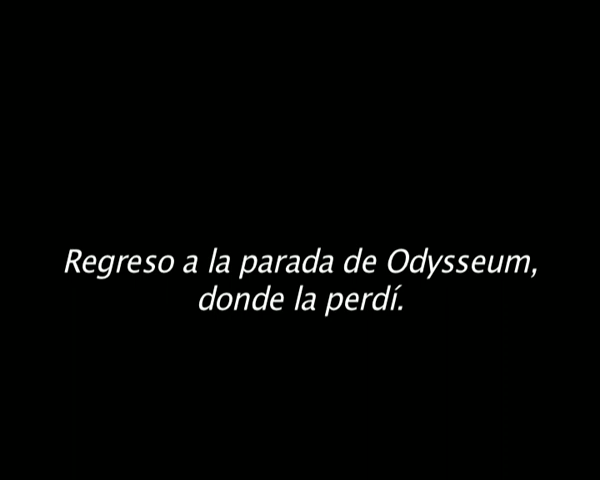 Regreso a la parada de Odysseum,
donde la perdí.